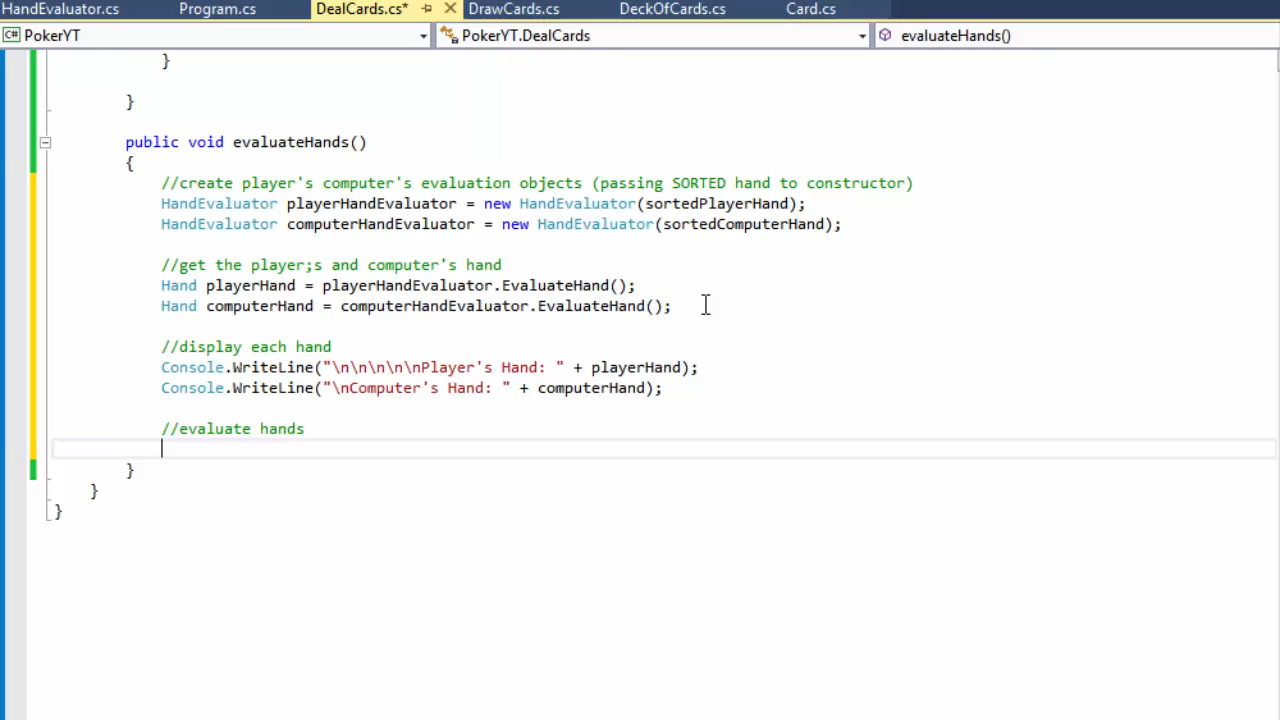 HandEvaluator.cs Program.cs DealCards.cs* DrawCards.cs DeckOfCards.cs Card.cs
C# PokerYT PokerYT.DealCards evaluateHands()
}
}
public void evaluateHands()
{
//create player's computer's evaluation objects (passing SORTED hand to constructor)
HandEvaluator playerHandEvaluator = new HandEvaluator(sortedPlayerHand);
HandEvaluator computerHandEvaluator = new HandEvaluator(sortedComputerHand);
//get the player;s and computer's hand
Hand playerHand = playerHandEvaluator.EvaluateHand();
Hand computerHand = computerHandEvaluator.EvaluateHand();
//display each hand
Console.WriteLine("\n\n\n\n\nPlayer's Hand: " + playerHand);
Console.WriteLine("\nComputer's Hand: " + computerHand);
//evaluate hands
}
}
}